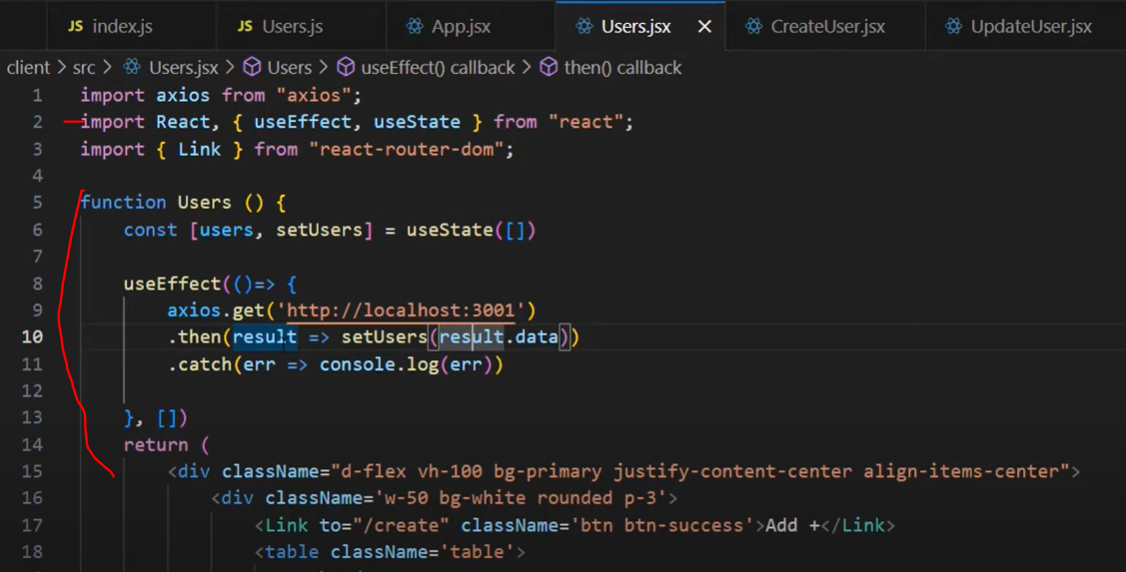 JS index.js JS Users.js App.jsx Users.jsx × CreateUser.jsx UpdateUser.jsx
client > src > Users.jsx > Users > useEffect() callback > then() callback
1 import axios from "axios";
2 import React, { useEffect, useState } from "react";
3 import { Link } from "react-router-dom";
4
5 function Users () {
6 const [users, setUsers] = useState([])
7
8 useEffect(()=> {
9 axios.get('http://localhost:3001')
10 .then(result => setUsers(result.data))
11 .catch(err => console.log(err))
12
13 }, [])
14 return (
15 <div className="d-flex vh-100 bg-primary justify-content-center align-items-center">
16 <div className='w-50 bg-white rounded p-3'>
17 <Link to="/create" className='btn btn-success'>Add +</Link>
18 <table className='table'>